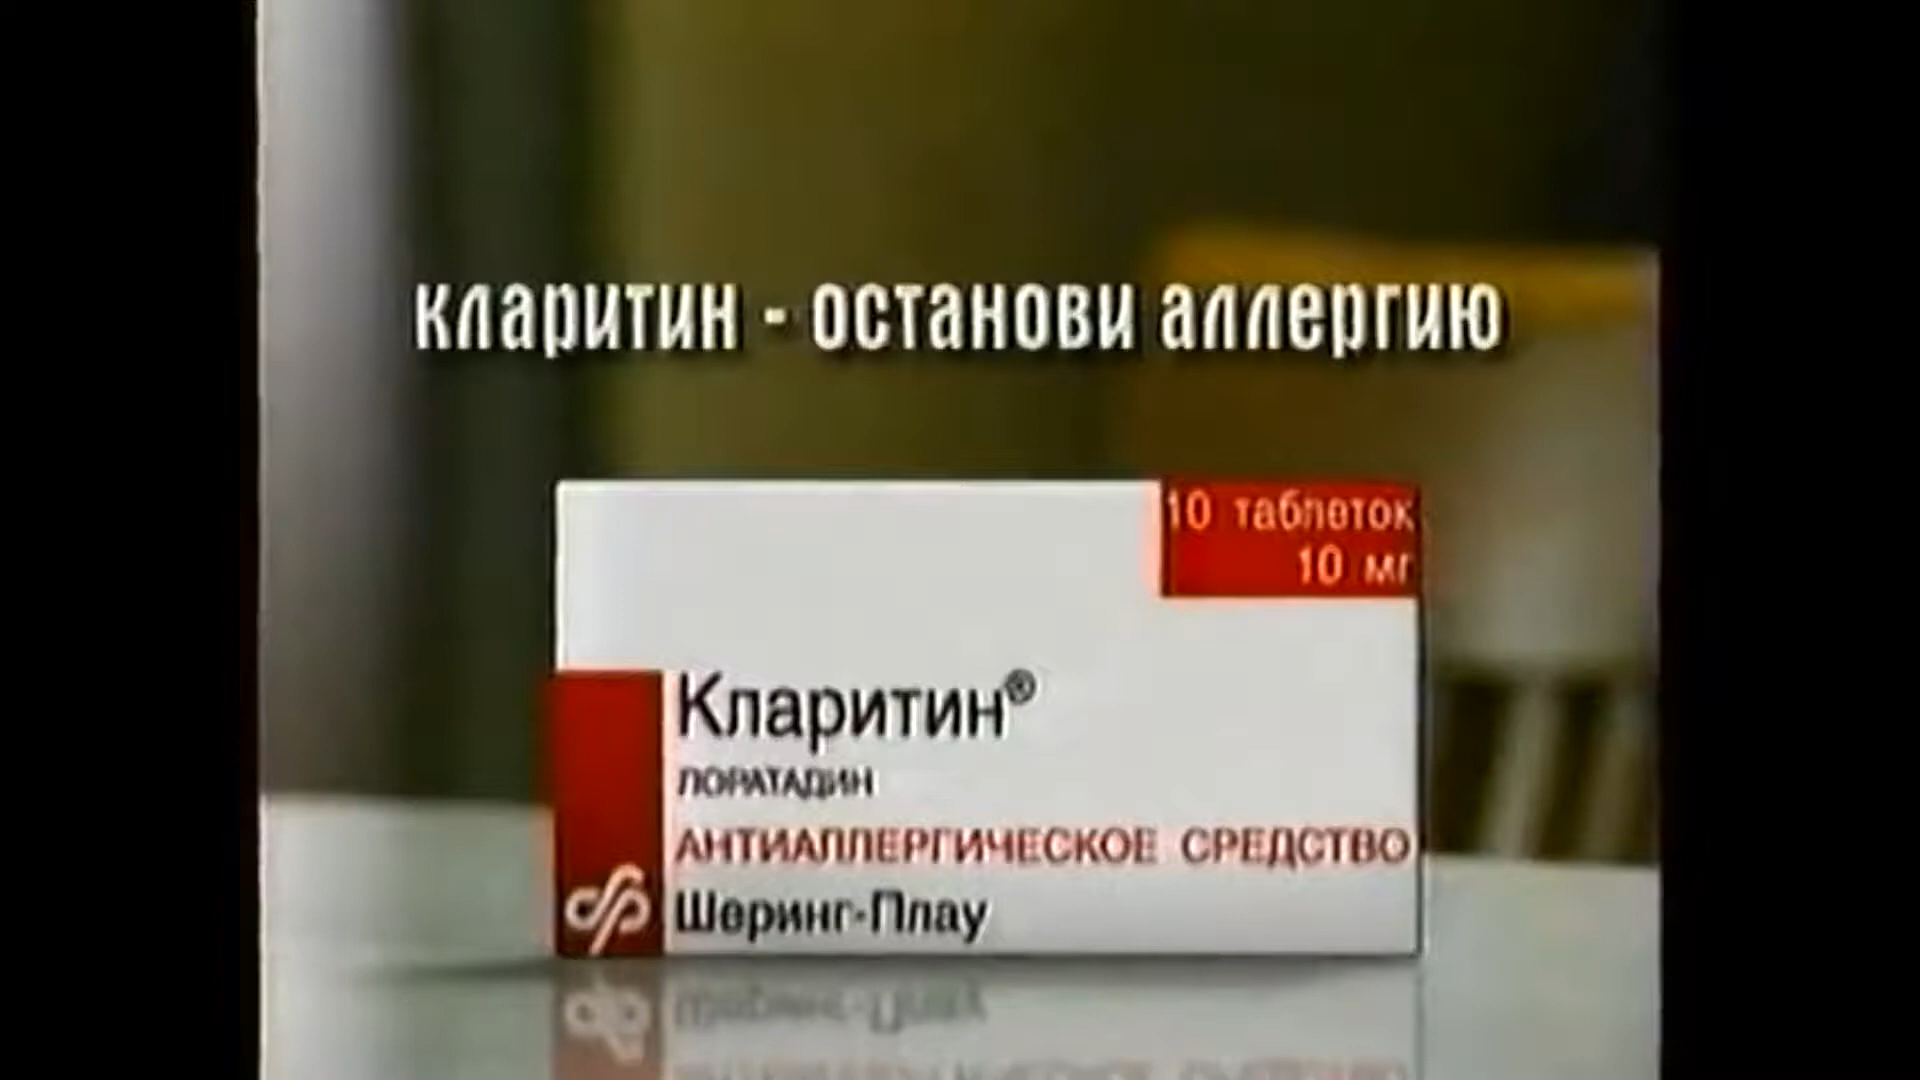 кларитин - останови аллергию
10 таблеток
10 мг
Кларитин®
ЛОРАТАДИН
АНТИАЛЛЕРГИЧЕСКОЕ СРЕДСТВО
Шеринг-Плау